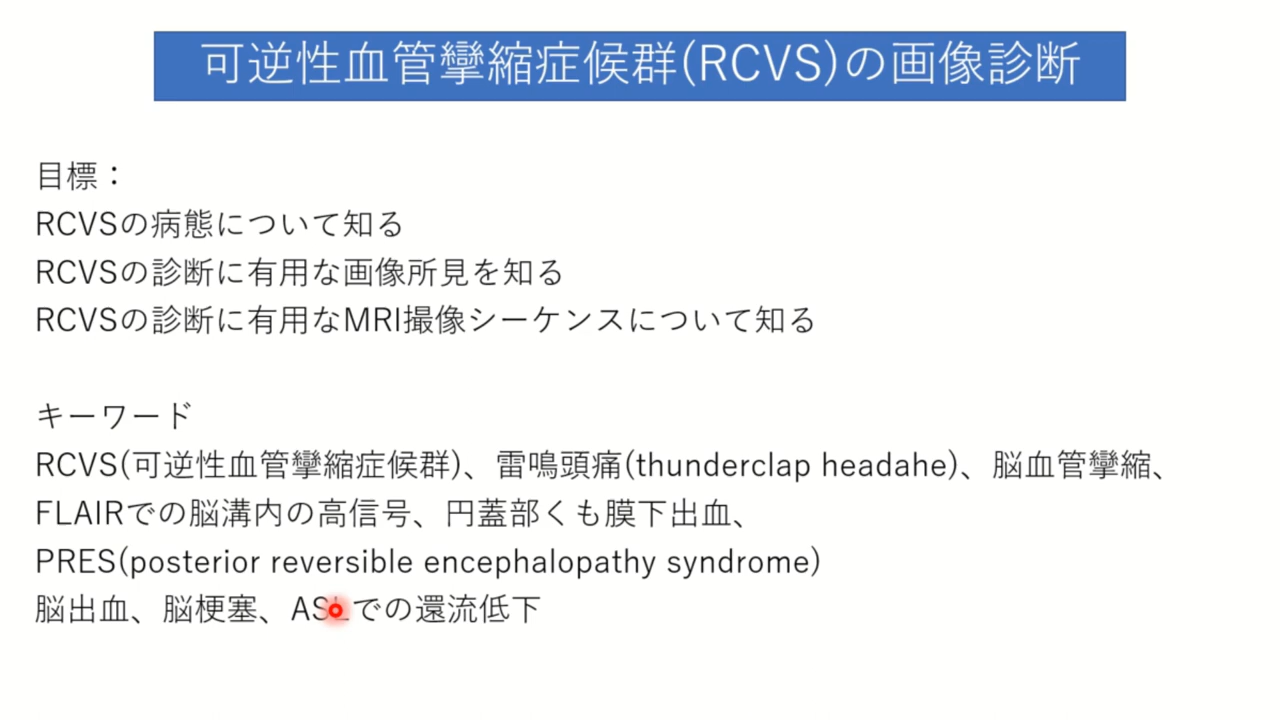 可逆性血管攣縮症候群(RCVS)の画像診断
目標：
RCVSの病態について知る
RCVSの診断に有用な画像所見を知る
RCVSの診断に有用なMRI撮像シーケンスについて知る
キーワード
RCVS(可逆性血管攣縮症候群)、雷鳴頭痛(thunderclap headahe)、脳血管攣縮、
FLAIRでの脳溝内の高信号、円蓋部くも膜下出血、
PRES(posterior reversible encephalopathy syndrome)
脳出血、脳梗塞、ASLでの還流低下